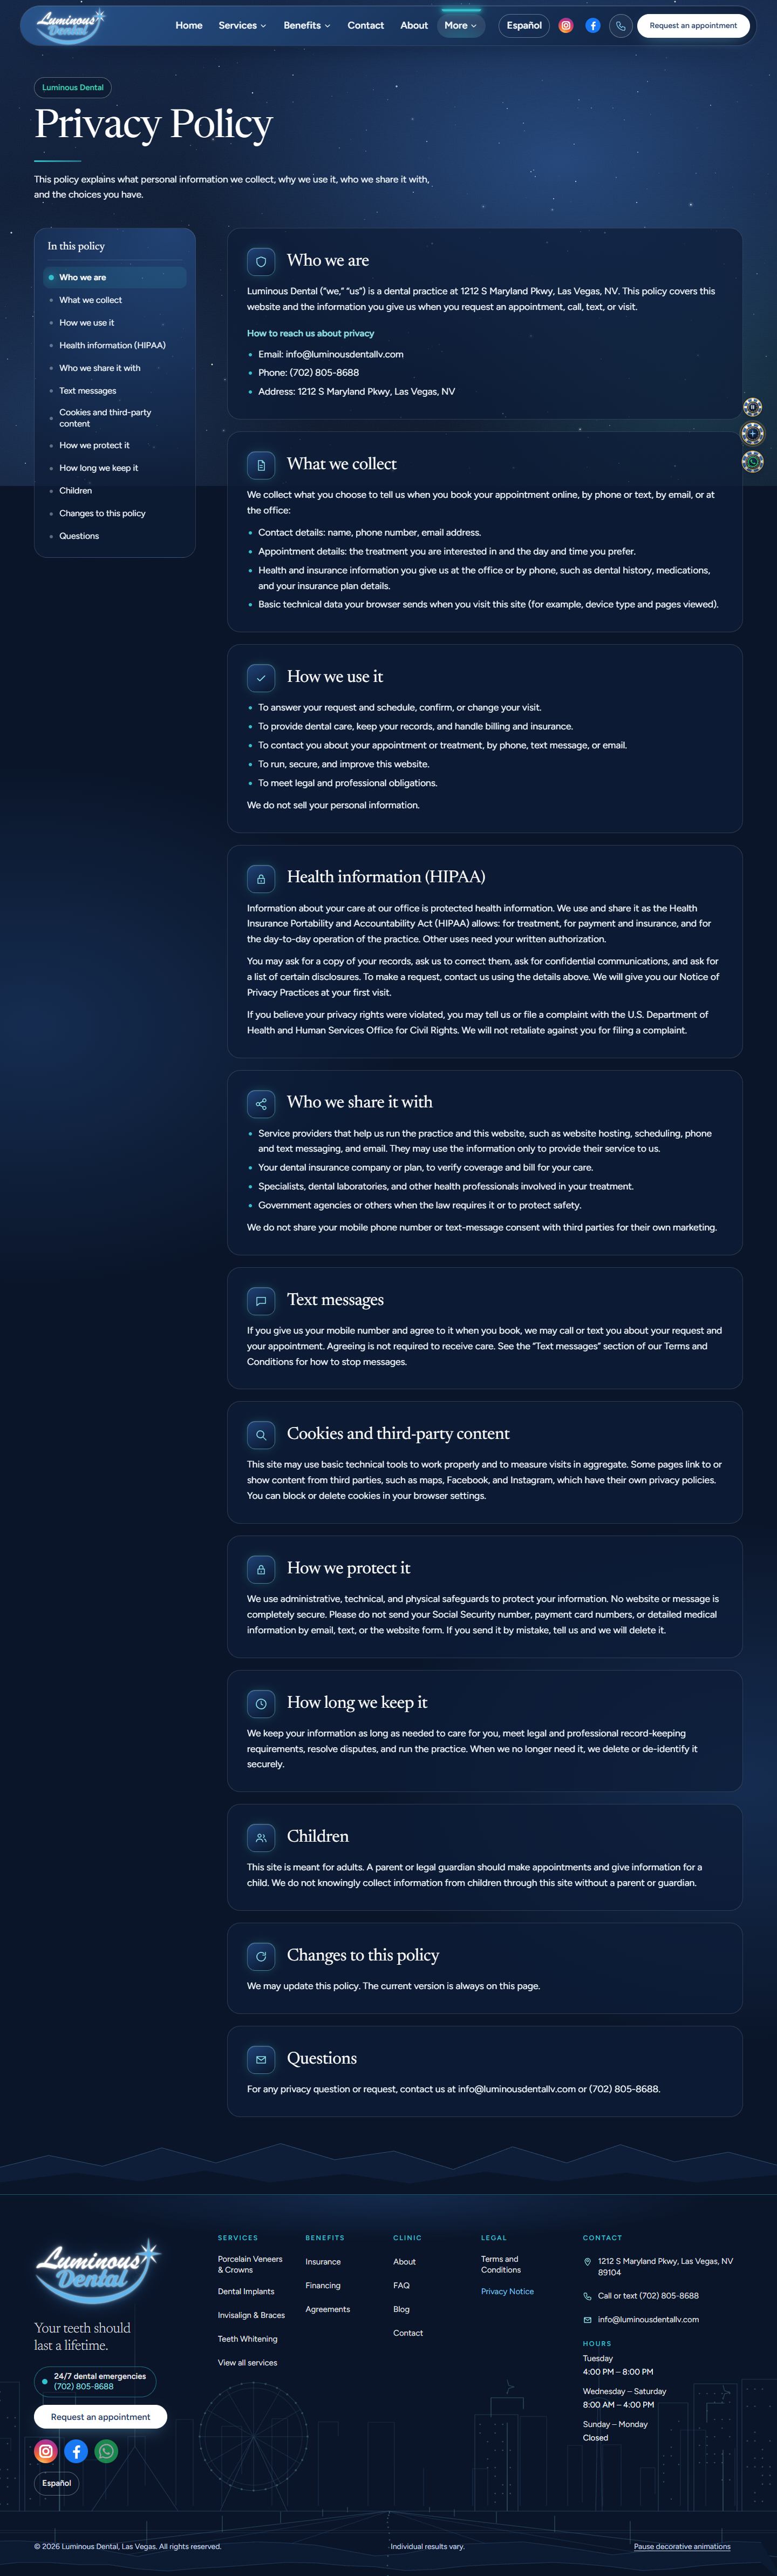 Luminous
Dental
Home
Services
Benefits
Contact
About
More
Español
Request an appointment
Luminous Dental
Privacy Policy
This policy explains what personal information we collect, why we use it, who we share it with,
and the choices you have.
In this policy
Who we are
What we collect
How we use it
Health information (HIPAA)
Who we share it with
Text messages
Cookies and third-party
content
How we protect it
How long we keep it
Children
Changes to this policy
Questions
Who we are
Luminous Dental (“we,” “us”) is a dental practice at 1212 S Maryland Pkwy, Las Vegas, NV. This policy covers this
website and the information you give us when you request an appointment, call, text, or visit.
How to reach us about privacy
Email: info@luminousdentallv.com
Phone: (702) 805-8688
Address: 1212 S Maryland Pkwy, Las Vegas, NV
What we collect
We collect what you choose to tell us when you book your appointment online, by phone or text, by email, or at
the office:
Contact details: name, phone number, email address.
Appointment details: the treatment you are interested in and the day and time you prefer.
Health and insurance information you give us at the office or by phone, such as dental history, medications,
and your insurance plan details.
Basic technical data your browser sends when you visit this site (for example, device type and pages viewed).
How we use it
To answer your request and schedule, confirm, or change your visit.
To provide dental care, keep your records, and handle billing and insurance.
To contact you about your appointment or treatment, by phone, text message, or email.
To run, secure, and improve this website.
To meet legal and professional obligations.
We do not sell your personal information.
Health information (HIPAA)
Information about your care at our office is protected health information. We use and share it as the Health
Insurance Portability and Accountability Act (HIPAA) allows: for treatment, for payment and insurance, and for
the day-to-day operation of the practice. Other uses need your written authorization.
You may ask for a copy of your records, ask us to correct them, ask for confidential communications, and ask for
a list of certain disclosures. To make a request, contact us using the details above. We will give you our Notice of
Privacy Practices at your first visit.
If you believe your privacy rights were violated, you may tell us or file a complaint with the U.S. Department of
Health and Human Services Office for Civil Rights. We will not retaliate against you for filing a complaint.
Who we share it with
Service providers that help us run the practice and this website, such as website hosting, scheduling, phone
and text messaging, and email. They may use the information only to provide their service to us.
Your dental insurance company or plan, to verify coverage and bill for your care.
Specialists, dental laboratories, and other health professionals involved in your treatment.
Government agencies or others when the law requires it or to protect safety.
We do not share your mobile phone number or text-message consent with third parties for their own marketing.
Text messages
If you give us your mobile number and agree to it when you book, we may call or text you about your request and
your appointment. Agreeing is not required to receive care. See the “Text messages” section of our Terms and
Conditions for how to stop messages.
Cookies and third-party content
This site may use basic technical tools to work properly and to measure visits in aggregate. Some pages link to or
show content from third parties, such as maps, Facebook, and Instagram, which have their own privacy policies.
You can block or delete cookies in your browser settings.
How we protect it
We use administrative, technical, and physical safeguards to protect your information. No website or message is
completely secure. Please do not send your Social Security number, payment card numbers, or detailed medical
information by email, text, or the website form. If you send it by mistake, tell us and we will delete it.
How long we keep it
We keep your information as long as needed to care for you, meet legal and professional record-keeping
requirements, resolve disputes, and run the practice. When we no longer need it, we delete or de-identify it
securely.
Children
This site is meant for adults. A parent or legal guardian should make appointments and give information for a
child. We do not knowingly collect information from children through this site without a parent or guardian.
Changes to this policy
We may update this policy. The current version is always on this page.
Questions
For any privacy question or request, contact us at info@luminousdentallv.com or (702) 805-8688.
Luminous
Dental
Your teeth should
last a lifetime.
24/7 dental emergencies
(702) 805-8688
Request an appointment
Español
SERVICES
Porcelain Veneers
& Crowns
Dental Implants
Invisalign & Braces
Teeth Whitening
View all services
BENEFITS
Insurance
Financing
Agreements
CLINIC
About
FAQ
Blog
Contact
LEGAL
Terms and
Conditions
Privacy Notice
CONTACT
1212 S Maryland Pkwy, Las Vegas, NV
89104
Call or text (702) 805-8688
info@luminousdentallv.com
HOURS
Tuesday
4:00 PM – 8:00 PM
Wednesday – Saturday
8:00 AM – 4:00 PM
Sunday – Monday
Closed
© 2026 Luminous Dental, Las Vegas. All rights reserved.
Individual results vary.
Pause decorative animations